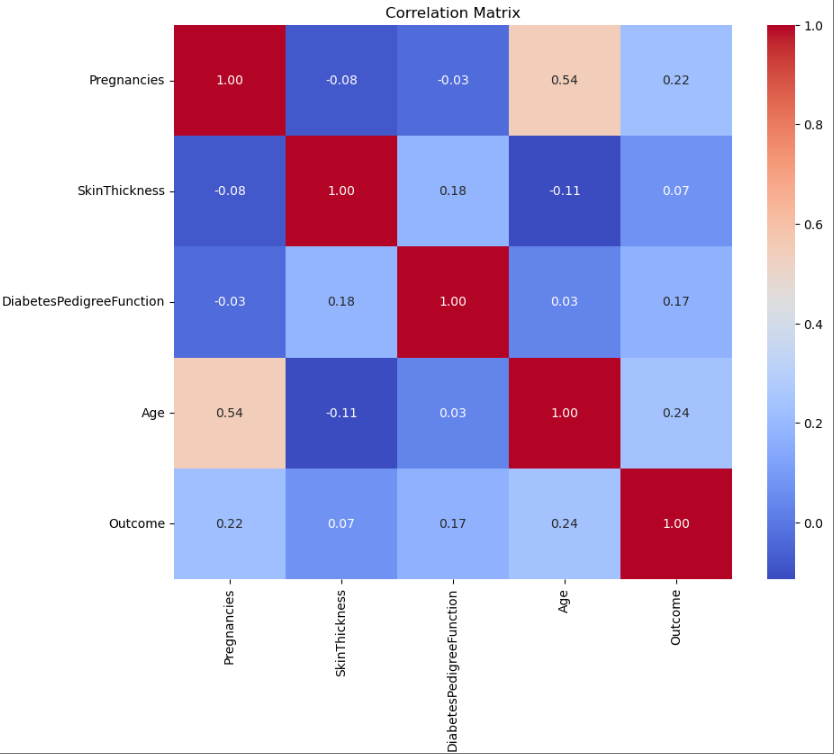 Correlation Matrix
Pregnancies 1.00 -0.08 -0.03 0.54 0.22
SkinThickness -0.08 1.00 0.18 -0.11 0.07
DiabetesPedigreeFunction -0.03 0.18 1.00 0.03 0.17
Age 0.54 -0.11 0.03 1.00 0.24
Outcome 0.22 0.07 0.17 0.24 1.00
Pregnancies
SkinThickness
DiabetesPedigreeFunction
Age
Outcome
1.0
0.8
0.6
0.4
0.2
0.0